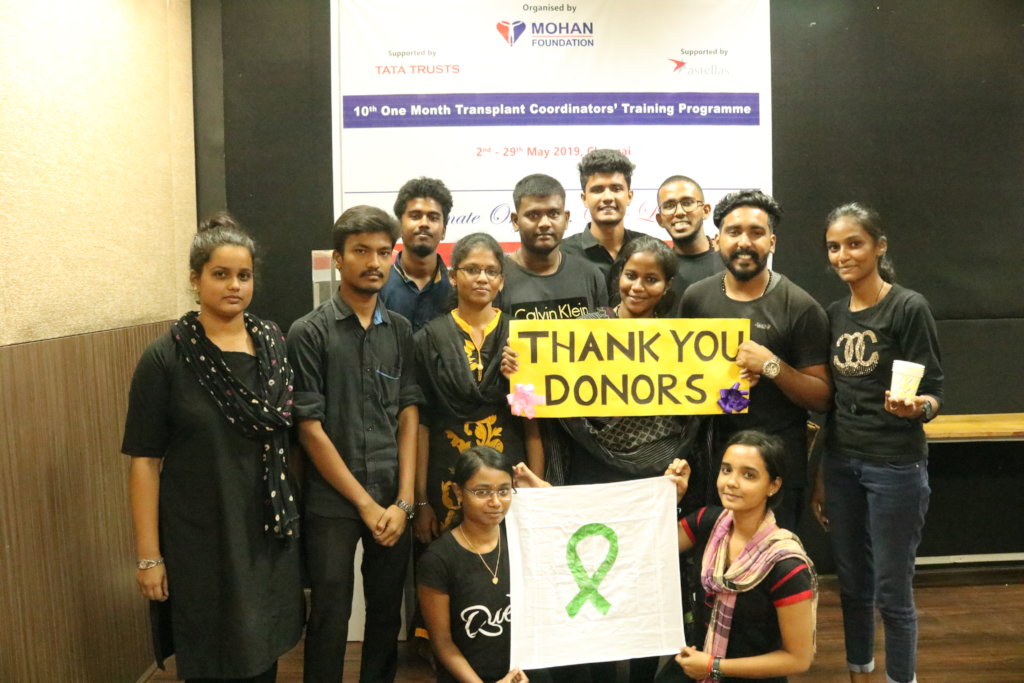 Organised by
MOHAN
FOUNDATION
Supported by
TATA TRUSTS
Supported by
astellas
10th One Month Transplant Coordinators' Training Programme
2nd - 29th May 2019,
Calvin Klein
THANK YOU
DONORS